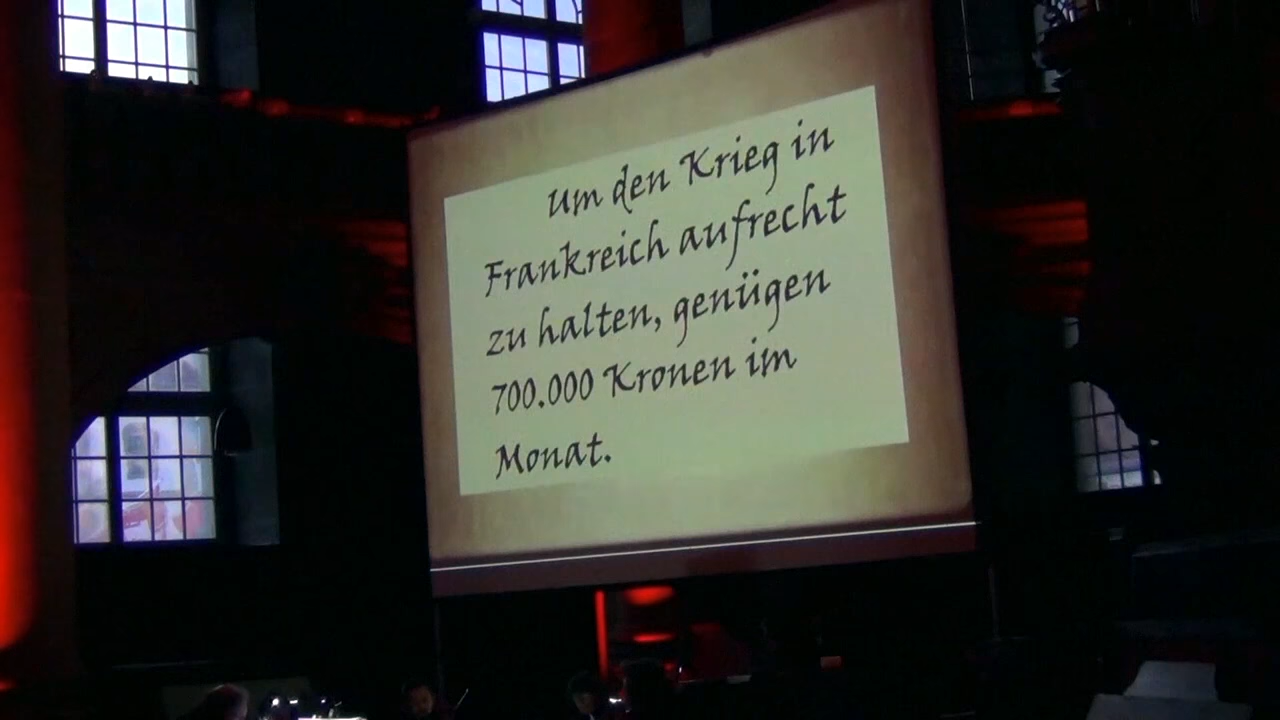 Um den Krieg in
Frankreich aufrecht
zu halten, genügen
700.000 Kronen im
Monat.